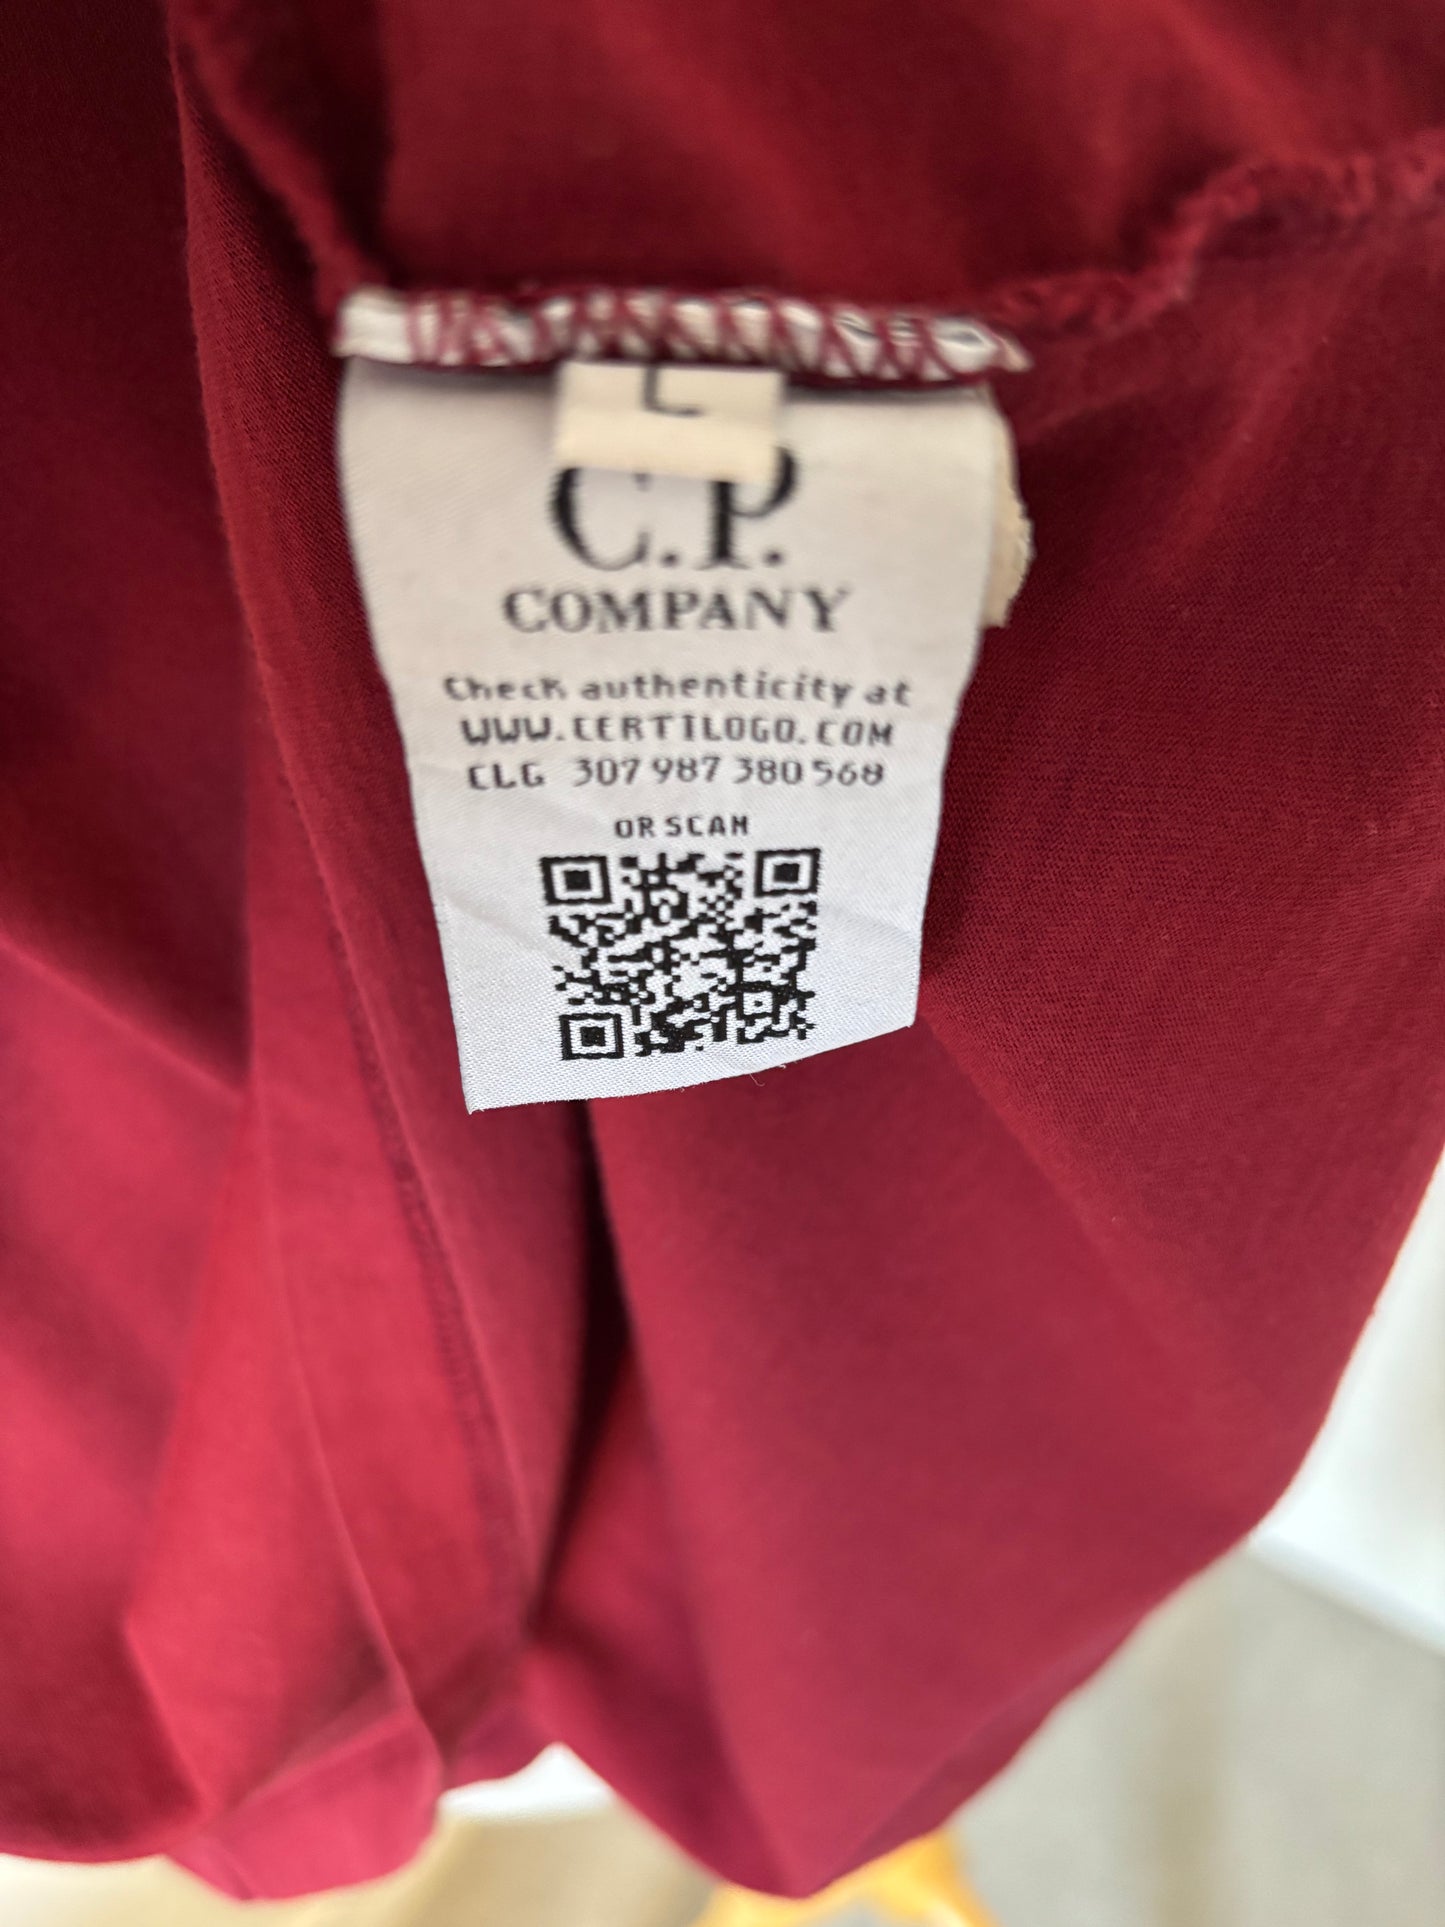 L
C.P.
COMPANY
Check authenticity at
WWW.CERTILOGO.COM
CLG 307 987 380 568
OR SCAN